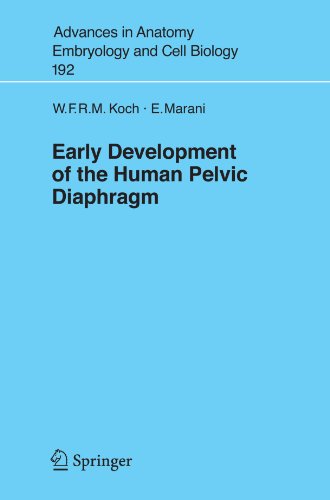 Advances in Anatomy
Embryology and Cell Biology
192
W.F.R.M. Koch · E. Marani
Early Development
of the Human Pelvic
Diaphragm
Springer